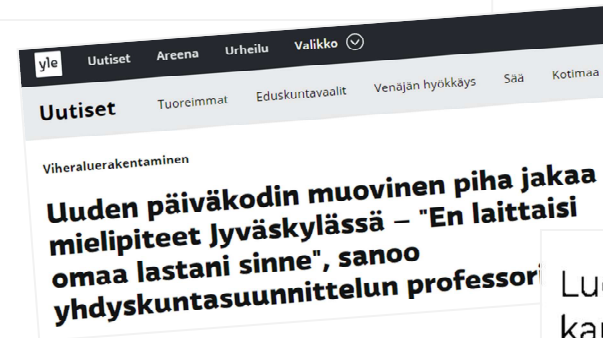 yle Uutiset Areena Urheilu Valikko
Uutiset Tuoreimmat Eduskuntavaalit Venäjän hyökkäys Sää Kotimaa
Viheraluerakentaminen
Uuden päiväkodin muovinen piha jakaa
mielipiteet Jyväskylässä – "En laittaisi
omaa lastani sinne", sanoo
yhdyskuntasuunnittelun professori